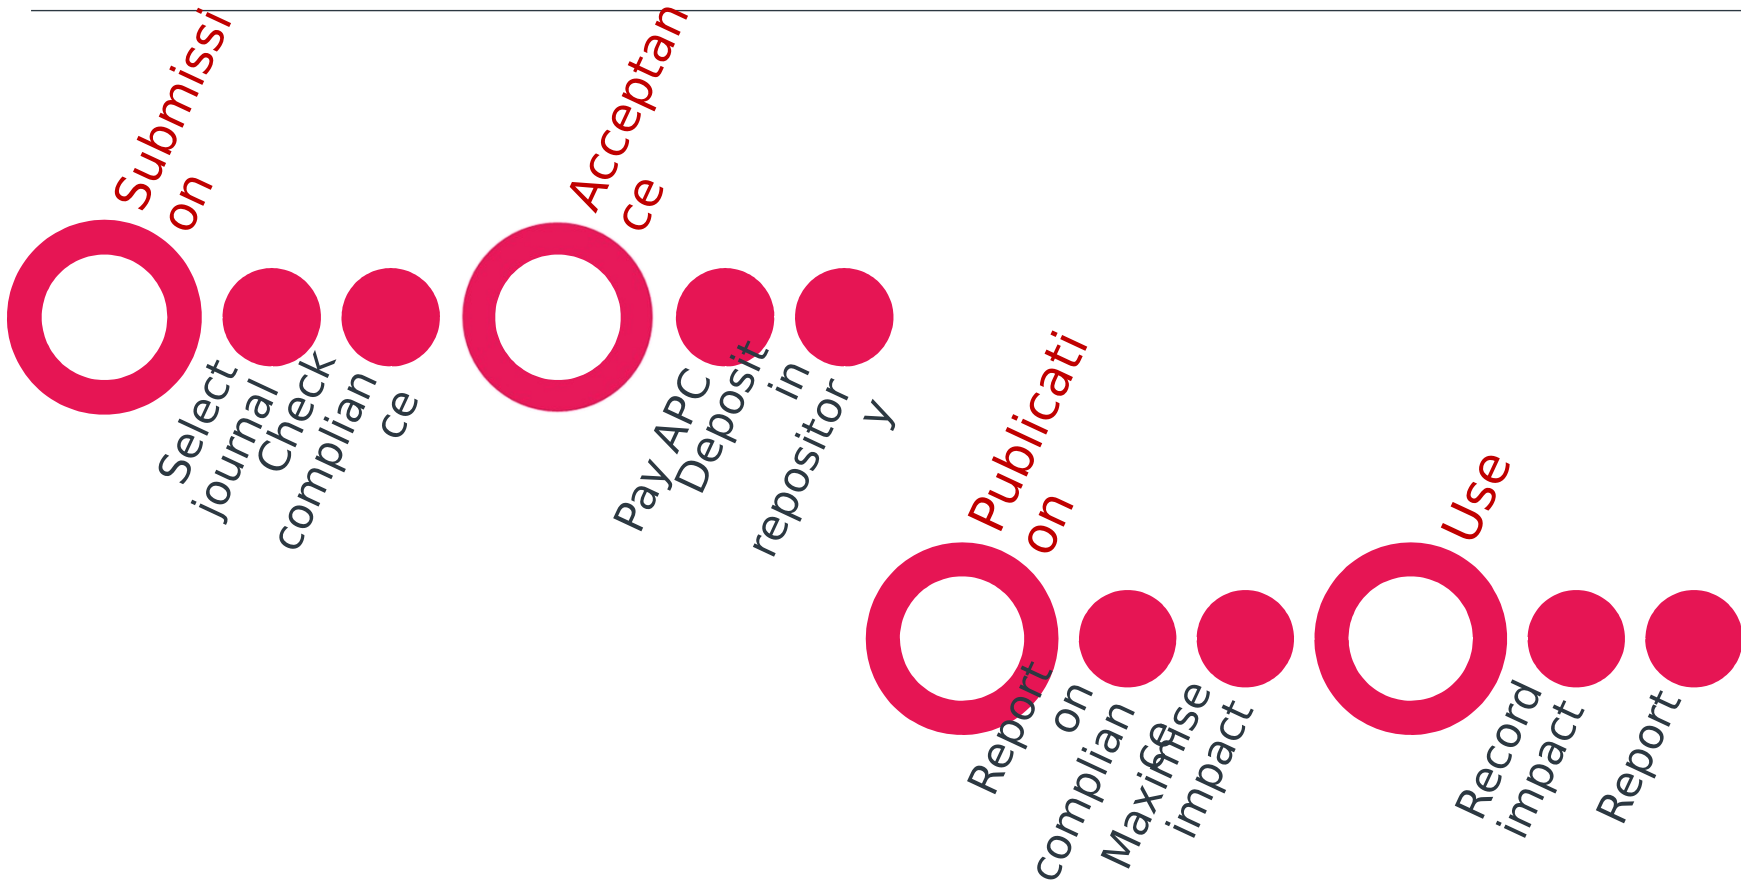 Submissi
on
Select
journal
Check
complian
ce
Acceptan
ce
Pay APC
Deposit
in
repositor
y
Publicati
on
Report
on
complian
ce
Maximise
impact
Use
Record
impact
Report